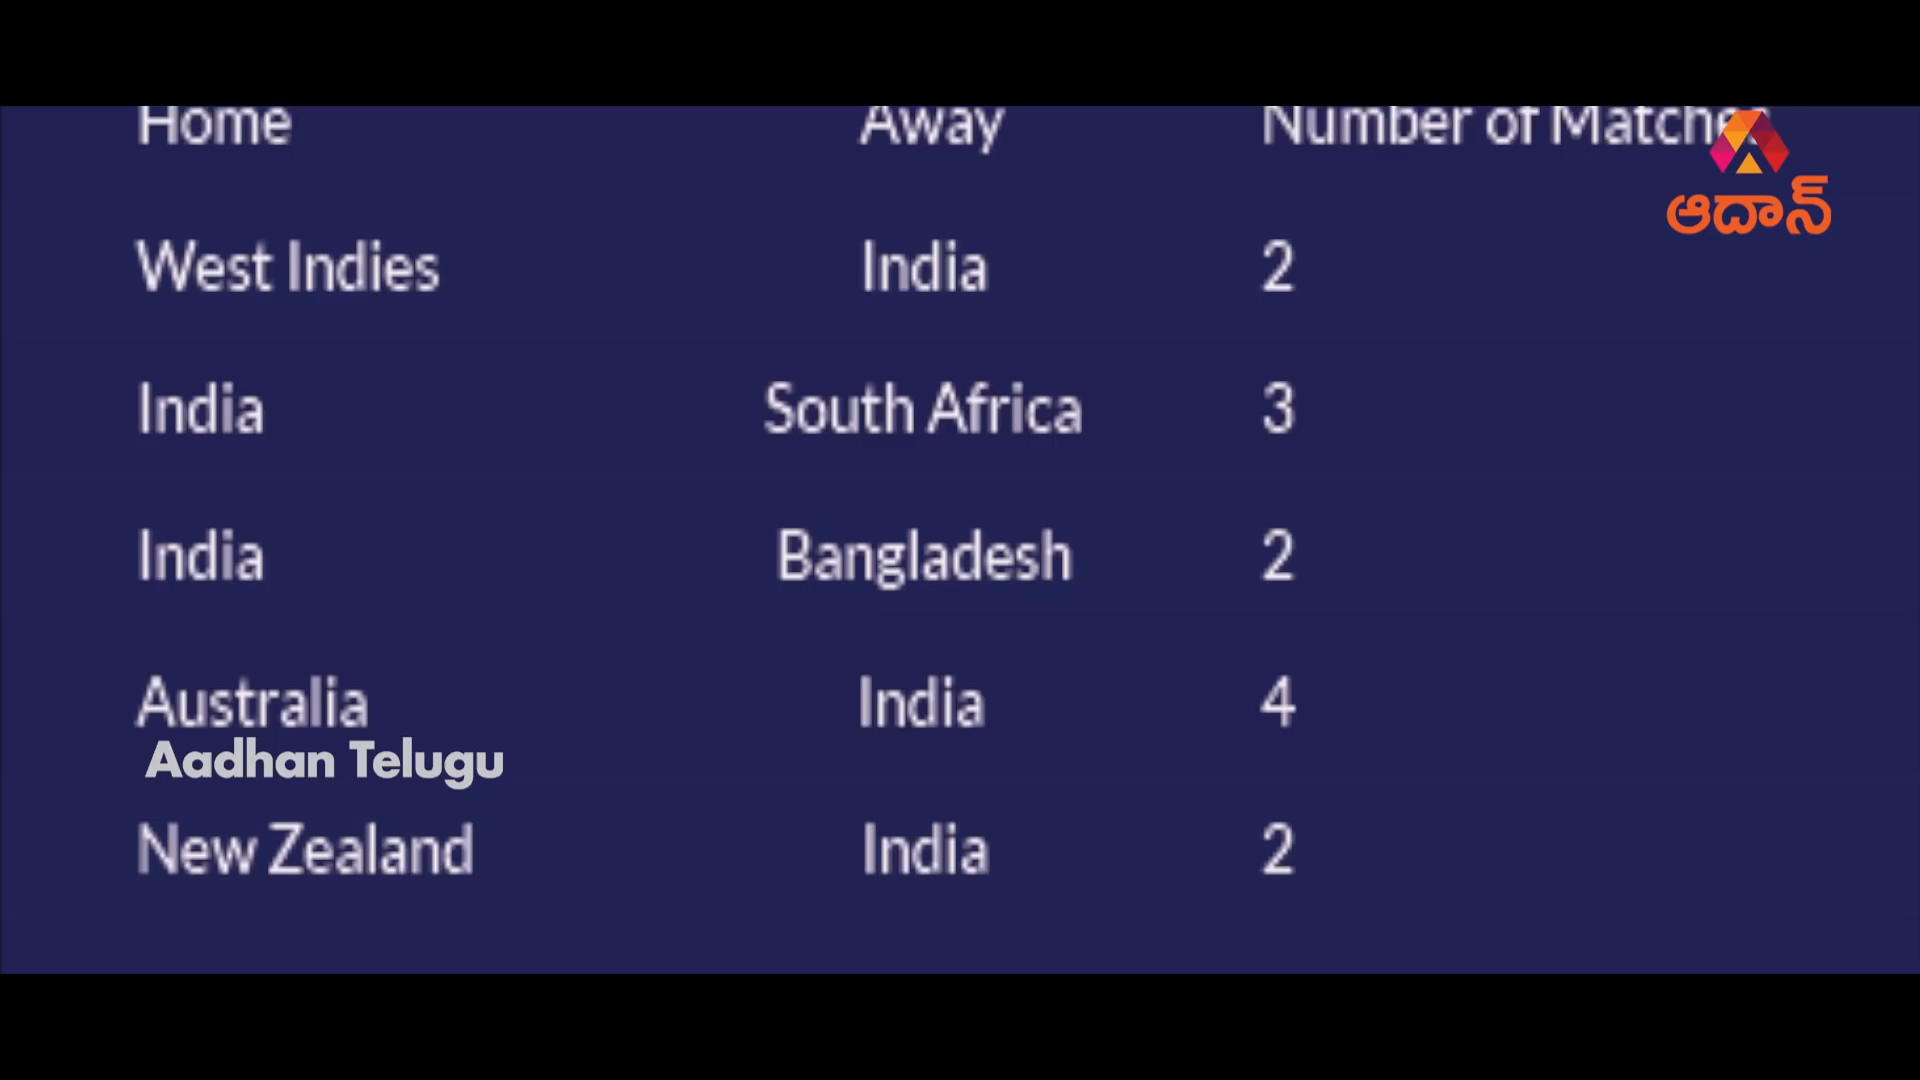 Home Away Number of Matches
ఆదాన్
West Indies India 2
India South Africa 3
India Bangladesh 2
Australia India 4
Aadhan Telugu
New Zealand India 2